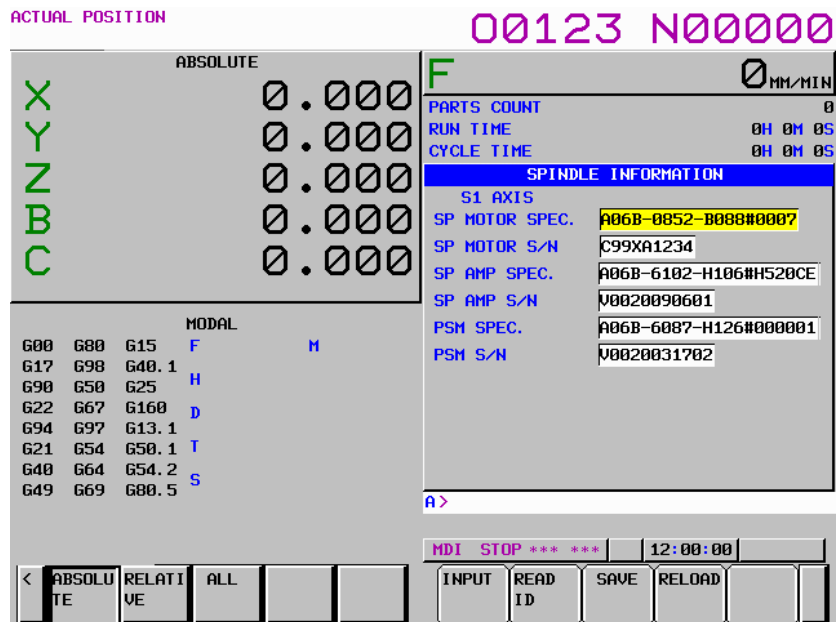 ACTUAL POSITION
O0123 N00000
ABSOLUTE
X 0.000
Y 0.000
Z 0.000
B 0.000
C 0.000
F 0 MM/MIN
PARTS COUNT 0
RUN TIME 0H 0M 0S
CYCLE TIME 0H 0M 0S
SPINDLE INFORMATION
S1 AXIS
SP MOTOR SPEC. A06B-0852-B088#0007
SP MOTOR S/N C99XA1234
SP AMP SPEC. A06B-6102-H106#H520CE
SP AMP S/N V0020090601
PSM SPEC. A06B-6087-H126#000001
PSM S/N V0020031702
MODAL
G00 G80 G15 F M
G17 G98 G40.1
G90 G50 G25 H
G22 G67 G160 D
G94 G97 G13.1
G21 G54 G50.1 T
G40 G64 G54.2 S
G49 G69 G80.5
A>
MDI STOP *** *** 12:00:00
< ABSOLU
TE RELATI
VE ALL
INPUT READ
ID SAVE RELOAD